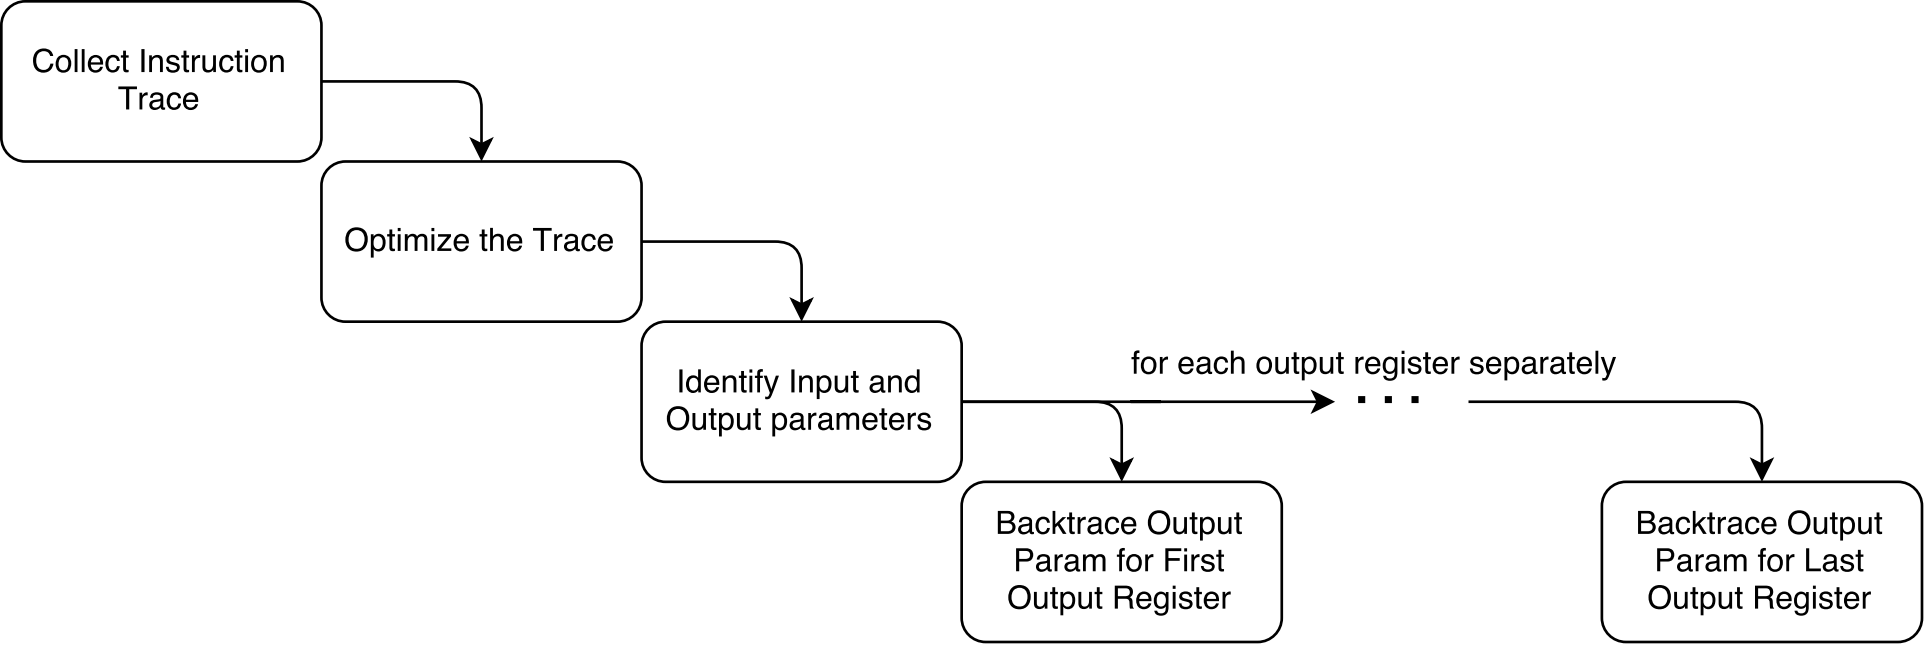 Collect Instruction
Trace
Optimize the Trace
Identify Input and
Output parameters
for each output register separately
. . .
Backtrace Output
Param for First
Output Register
Backtrace Output
Param for Last
Output Register